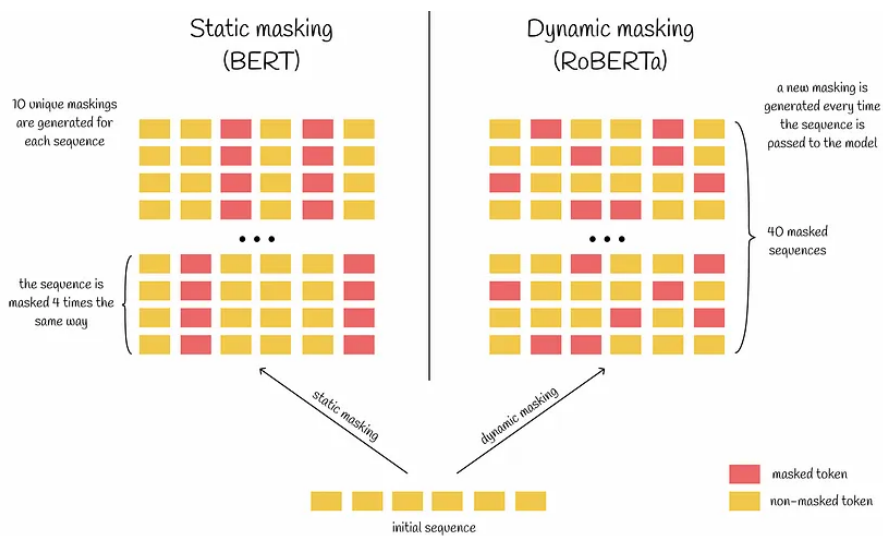 Static masking
(BERT)
Dynamic masking
(RoBERTa)
10 unique maskings
are generated for
each sequence
a new masking is
generated every time
the sequence is
passed to the model
40 masked
sequences
the sequence is
masked 4 times the
same way
static masking
dynamic masking
masked token
non-masked token
initial sequence